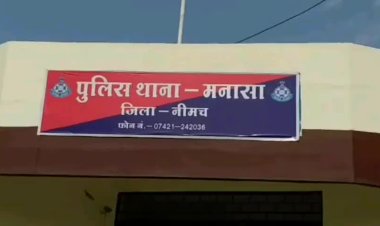 पुलिस थाना – मनासा
जिला – नीमच
फोन नं.– 07421–242036